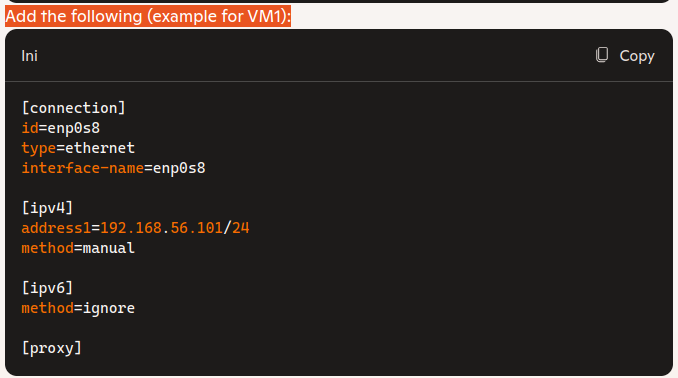 Add the following (example for VM1):
Ini
Copy
[connection]
id=enp0s8
type=ethernet
interface-name=enp0s8
[ipv4]
address1=192.168.56.101/24
method=manual
[ipv6]
method=ignore
[proxy]